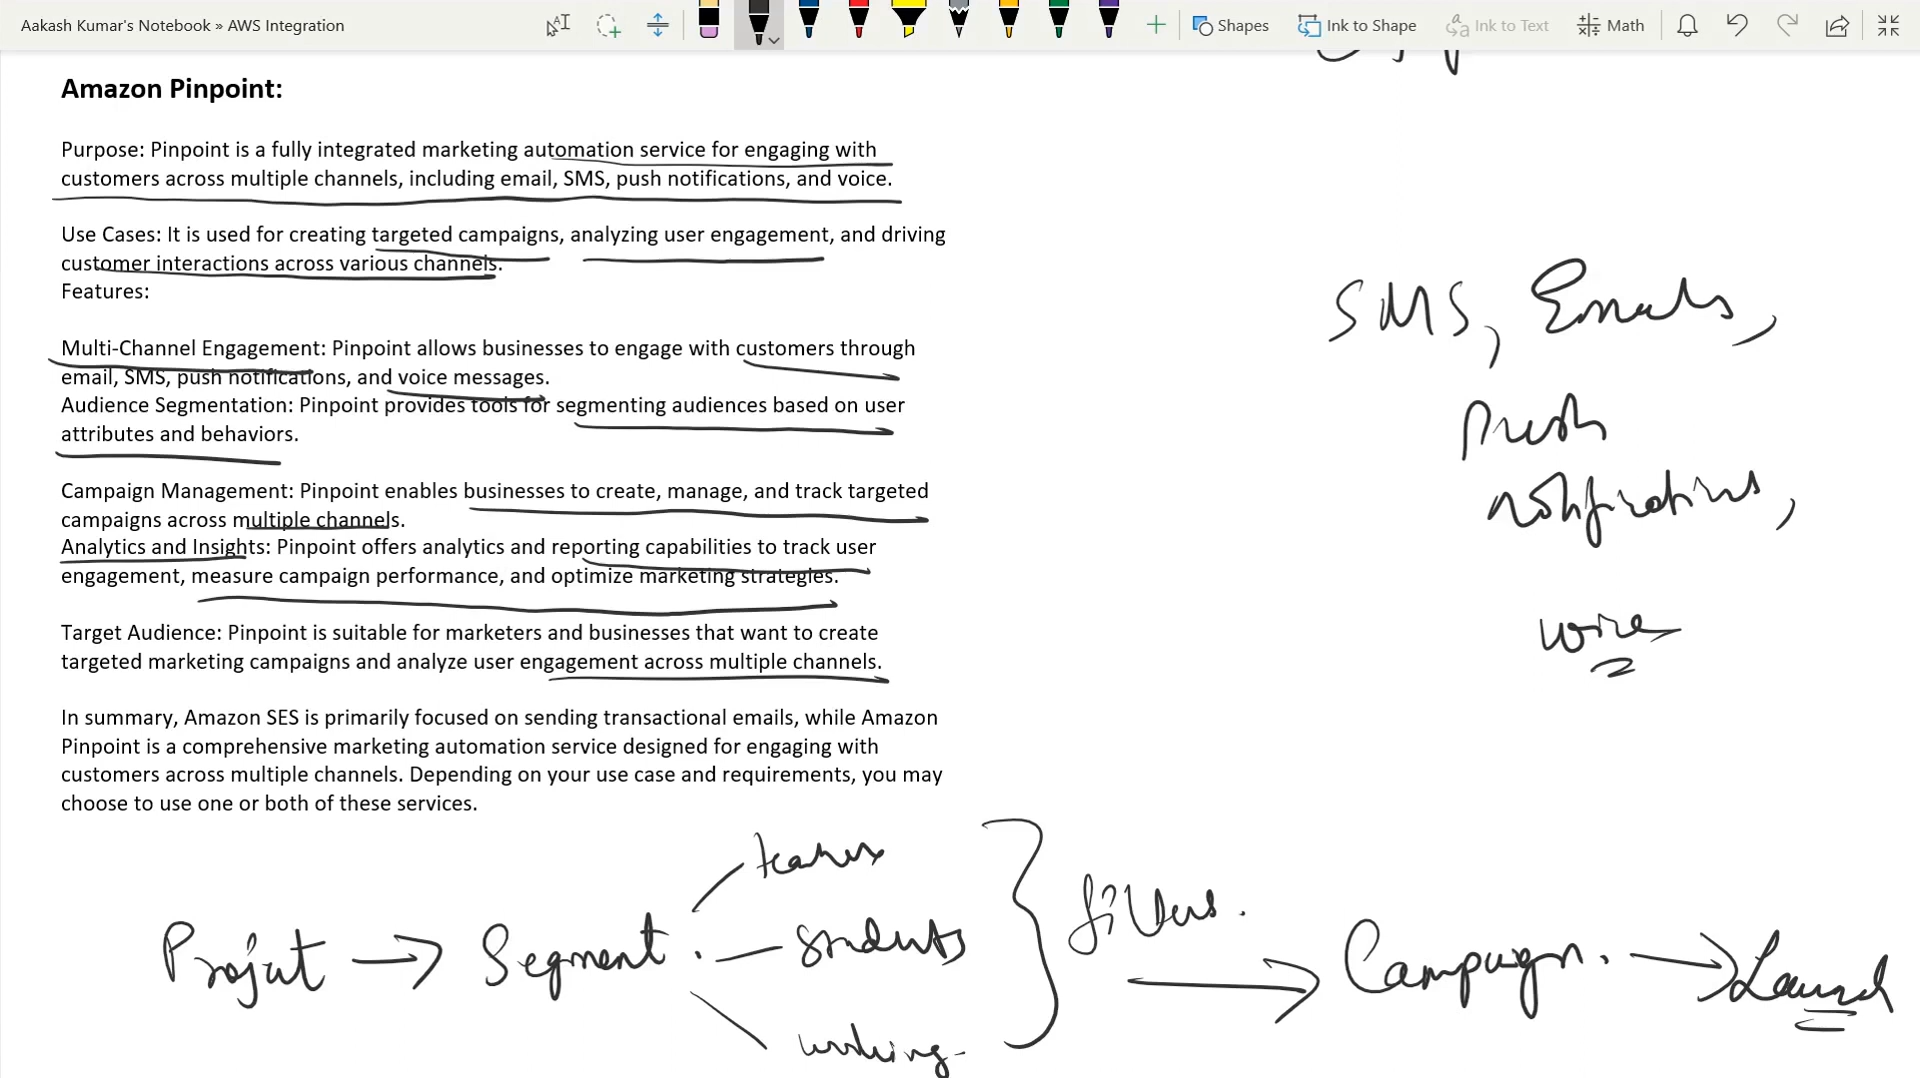 Aakash Kumar's Notebook » AWS Integration
Shapes
Ink to Shape
Ink to Text
Math
Amazon Pinpoint:
Purpose: Pinpoint is a fully integrated marketing automation service for engaging with
customers across multiple channels, including email, SMS, push notifications, and voice.
Use Cases: It is used for creating targeted campaigns, analyzing user engagement, and driving
customer interactions across various channels.
Features:
Multi-Channel Engagement: Pinpoint allows businesses to engage with customers through
email, SMS, push notifications, and voice messages.
Audience Segmentation: Pinpoint provides tools for segmenting audiences based on user
attributes and behaviors.
Campaign Management: Pinpoint enables businesses to create, manage, and track targeted
campaigns across multiple channels.
Analytics and Insights: Pinpoint offers analytics and reporting capabilities to track user
engagement, measure campaign performance, and optimize marketing strategies.
Target Audience: Pinpoint is suitable for marketers and businesses that want to create
targeted marketing campaigns and analyze user engagement across multiple channels.
In summary, Amazon SES is primarily focused on sending transactional emails, while Amazon
Pinpoint is a comprehensive marketing automation service designed for engaging with
customers across multiple channels. Depending on your use case and requirements, you may
choose to use one or both of these services.
SMS, Emails,
Push
notifications,
voice
Project → Segment
teachers
students
working
filters.
→ Campaign. → Launch